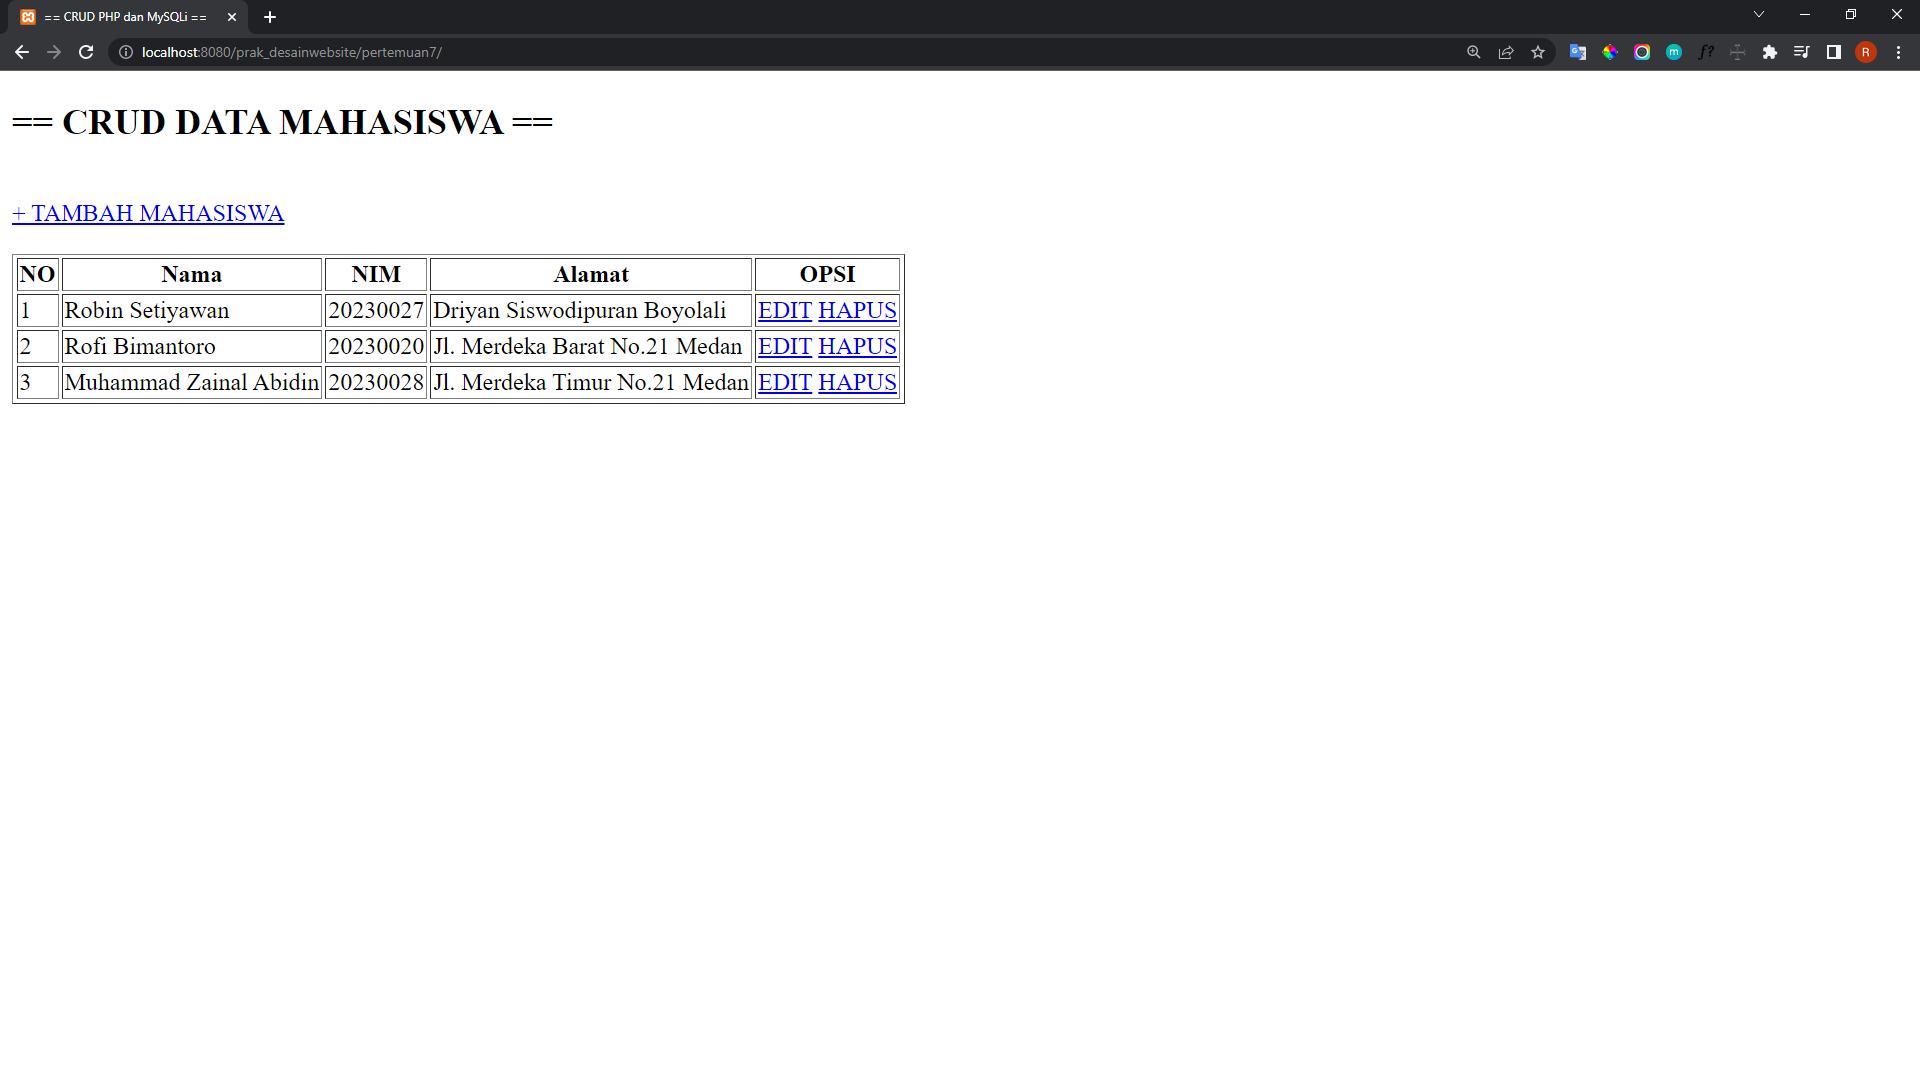 == CRUD PHP dan MySQLi ==
localhost:8080/prak_desainwebsite/pertemuan7/
m
f?
R
== CRUD DATA MAHASISWA ==
+ TAMBAH MAHASISWA
NO Nama NIM Alamat OPSI
1 Robin Setiyawan 20230027 Driyan Siswodipuran Boyolali EDIT HAPUS
2 Rofi Bimantoro 20230020 Jl. Merdeka Barat No.21 Medan EDIT HAPUS
3 Muhammad Zainal Abidin 20230028 Jl. Merdeka Timur No.21 Medan EDIT HAPUS